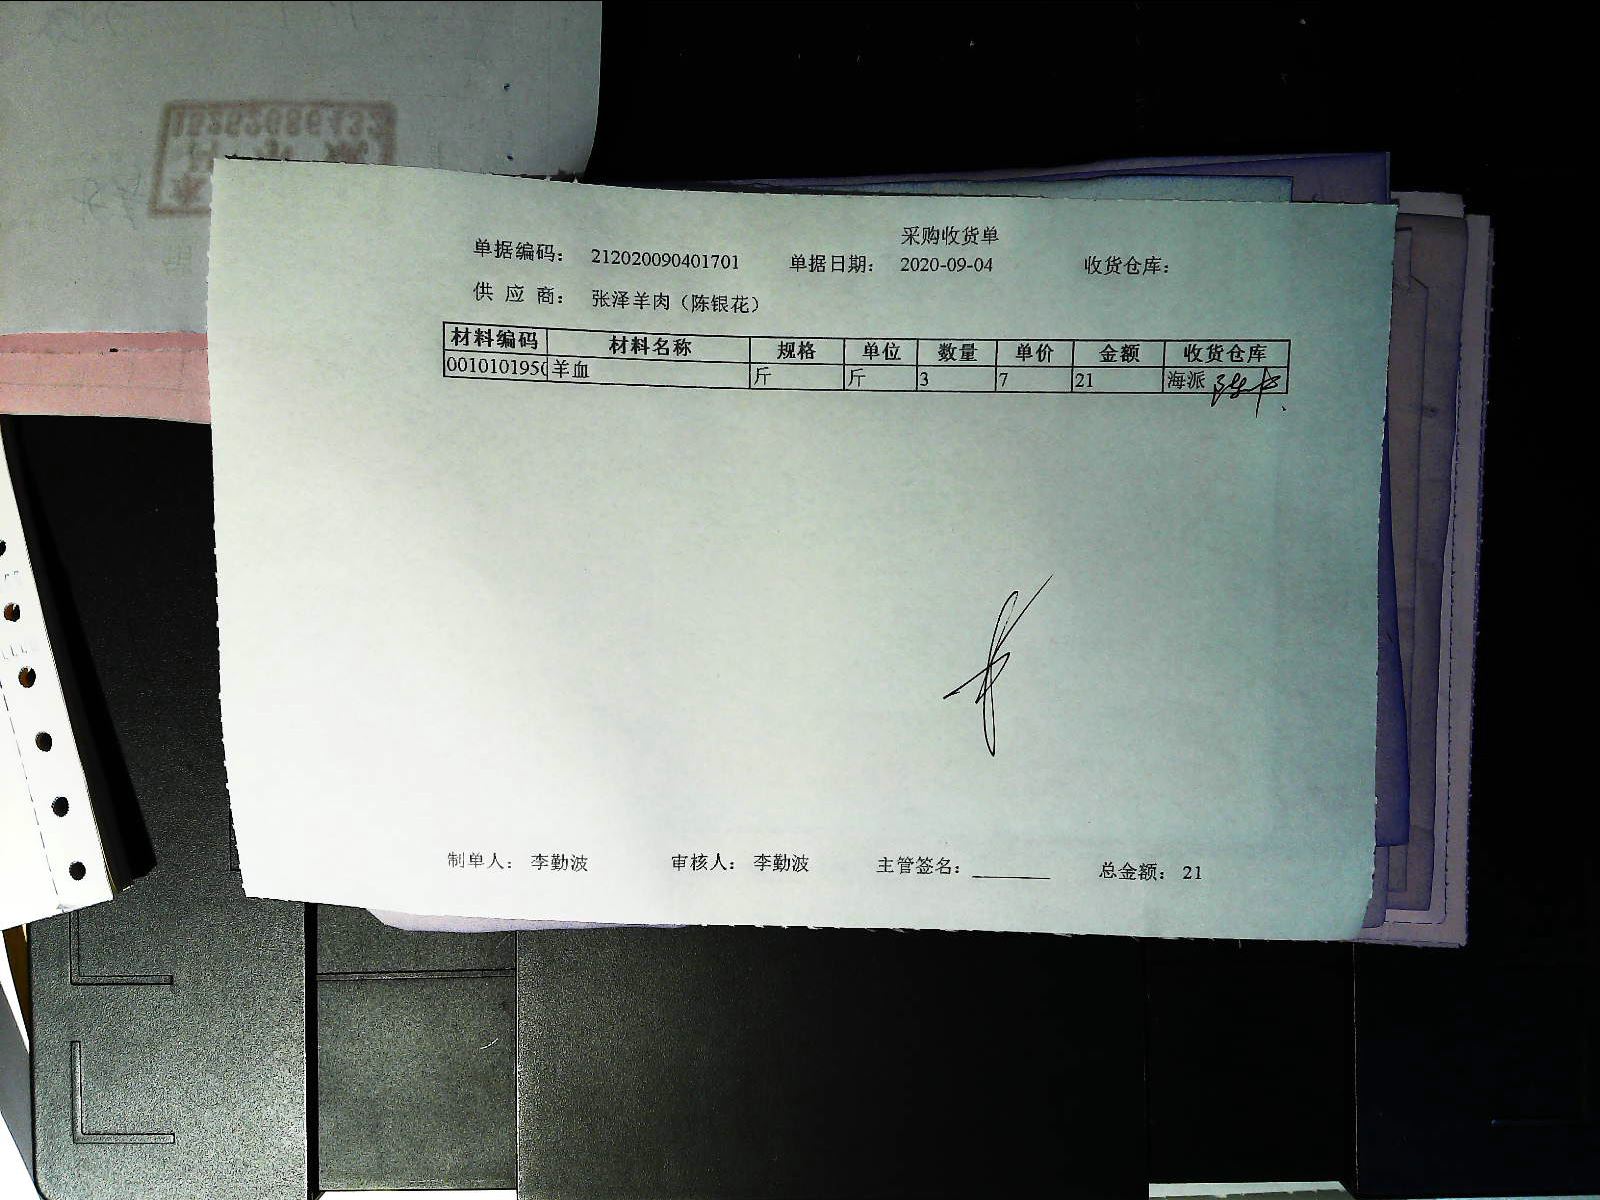 采购收货单
单据编码： 212020090401701 单据日期： 2020-09-04 收货仓库：
供 应 商： 张泽羊肉（陈银花）
材料编码 材料名称 规格 单位 数量 单价 金额 收货仓库
0010101950 羊血 斤 斤 3 7 21 海派
制单人： 李勤波 审核人： 李勤波 主管签名： 总金额： 21